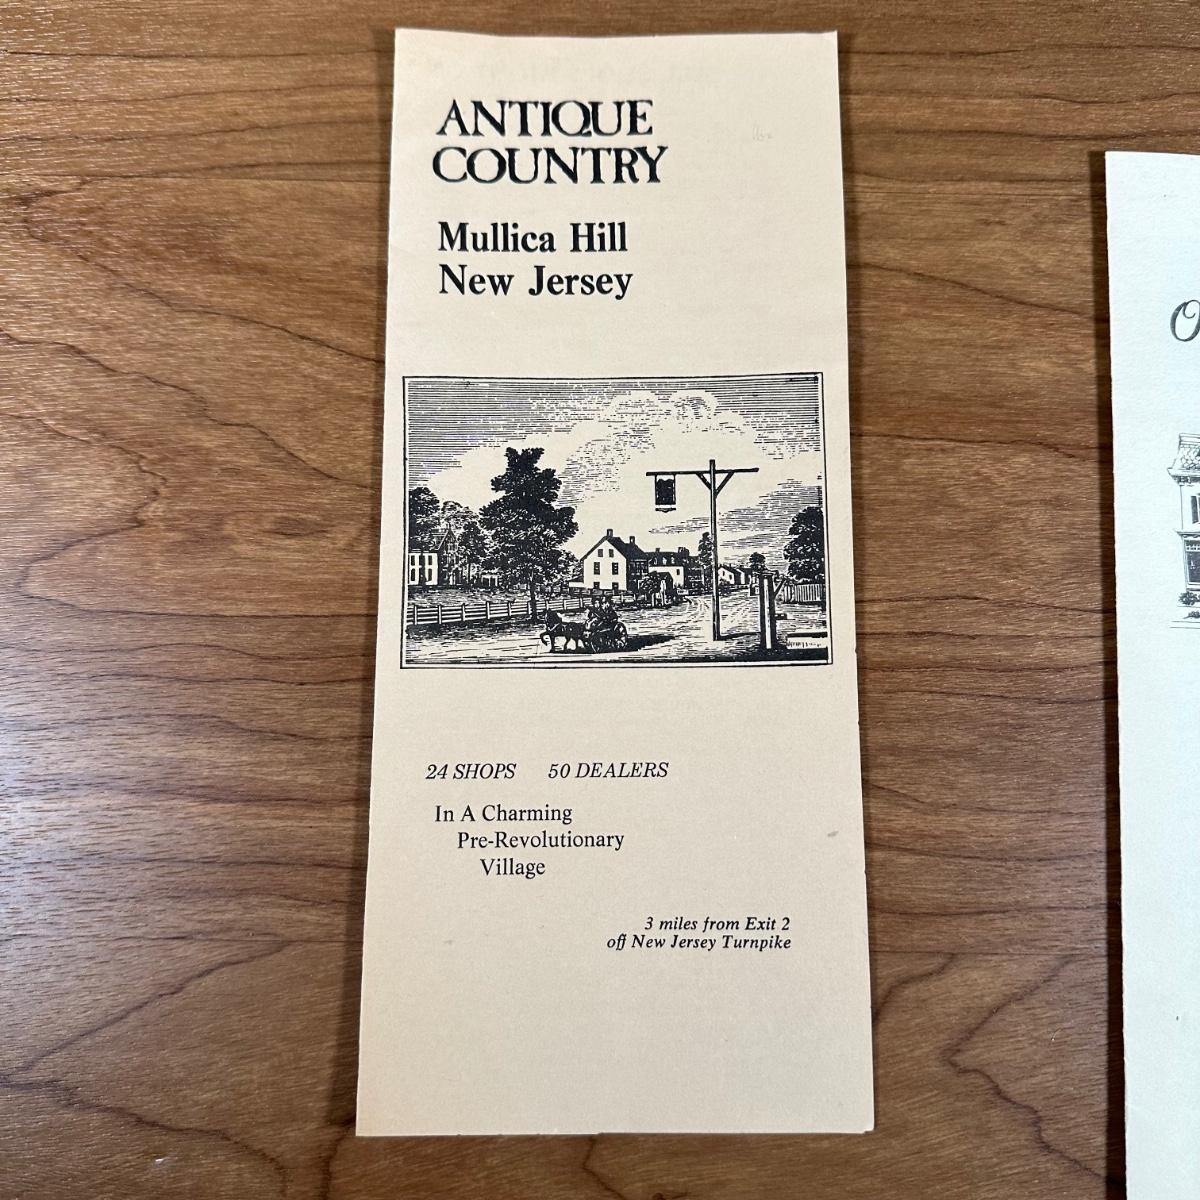 ANTIQUE
COUNTRY
Mullica Hill
New Jersey
24 SHOPS 50 DEALERS
In A Charming
Pre-Revolutionary
Village
3 miles from Exit 2
off New Jersey Turnpike
O